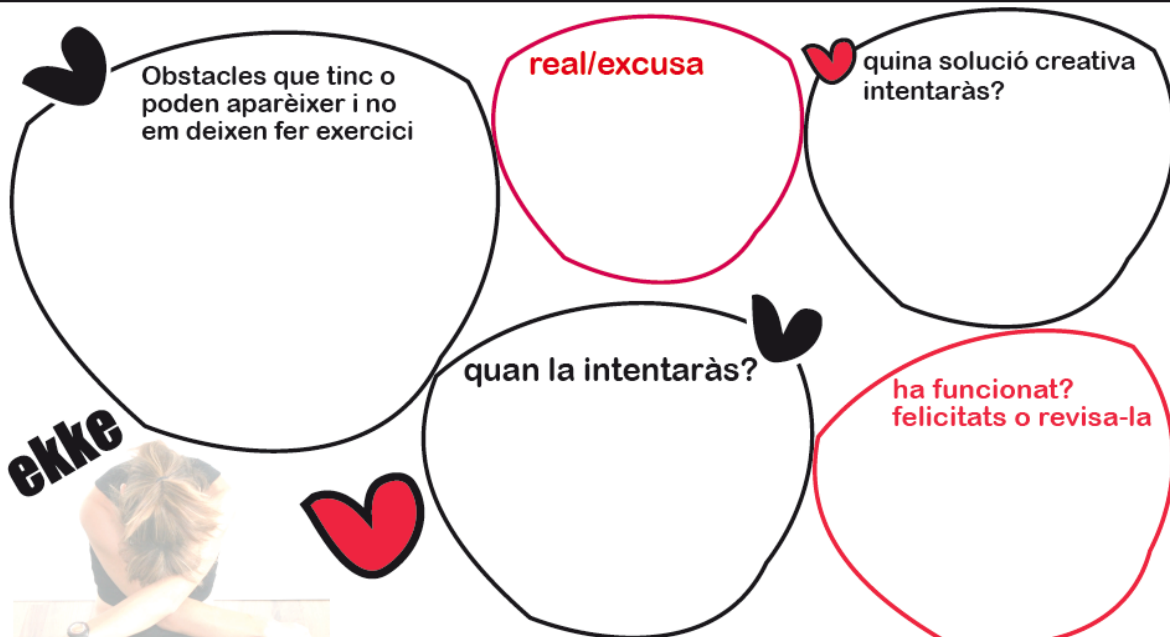 Obstacles que tinc o
poden aparèixer i no
em deixen fer exercici
real/excusa
quina solució creativa
intentaràs?
quan la intentaràs?
ha funcionat?
felicitats o revisa-la
ekke